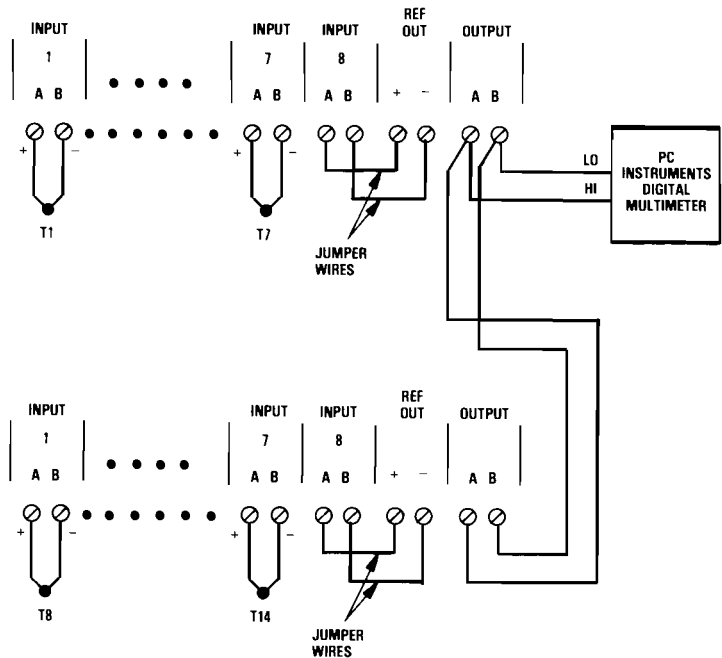 REF
INPUT INPUT INPUT OUT OUTPUT
1 7 8
A B A B A B + − A B
+ − + −
T1 T7
JUMPER
WIRES
LO
HI
PC
INSTRUMENTS
DIGITAL
MULTIMETER
REF
INPUT INPUT INPUT OUT OUTPUT
1 7 8
A B A B A B + − A B
+ − + −
T8 T14
JUMPER
WIRES